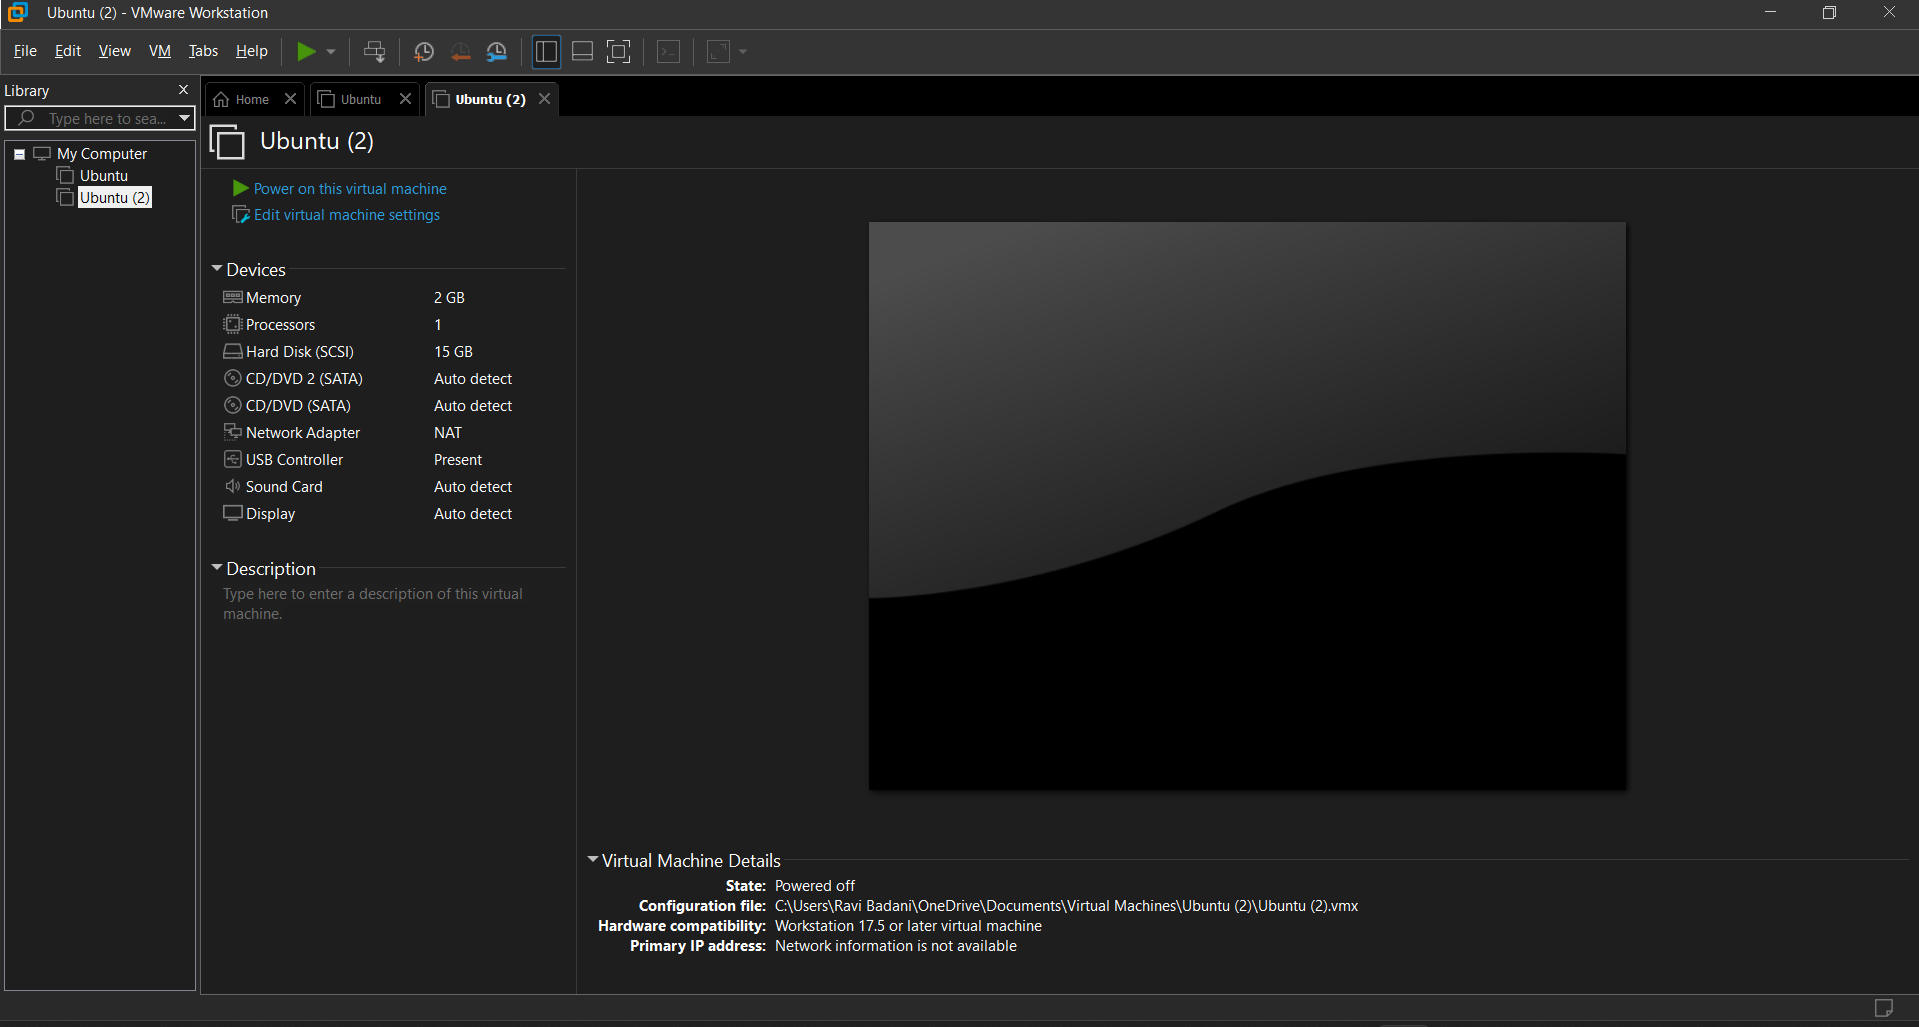 Ubuntu (2) - VMware Workstation
File Edit View VM Tabs Help
Library
Type here to sea...
My Computer
Ubuntu
Ubuntu (2)
Home
Ubuntu
Ubuntu (2)
Ubuntu (2)
Power on this virtual machine
Edit virtual machine settings
Devices
Memory 2 GB
Processors 1
Hard Disk (SCSI) 15 GB
CD/DVD 2 (SATA) Auto detect
CD/DVD (SATA) Auto detect
Network Adapter NAT
USB Controller Present
Sound Card Auto detect
Display Auto detect
Description
Type here to enter a description of this virtual
machine.
Virtual Machine Details
State: Powered off
Configuration file: C:\Users\Ravi Badani\OneDrive\Documents\Virtual Machines\Ubuntu (2)\Ubuntu (2).vmx
Hardware compatibility: Workstation 17.5 or later virtual machine
Primary IP address: Network information is not available